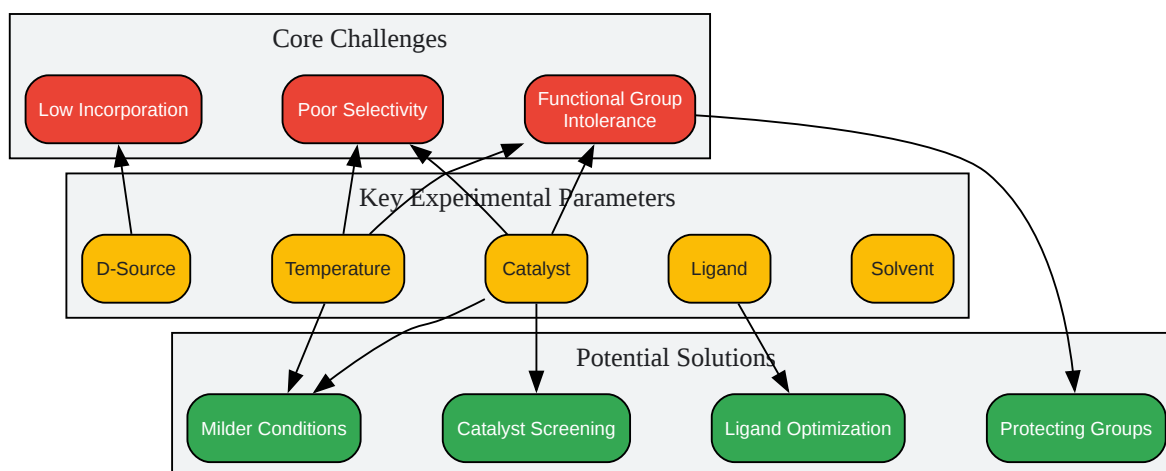 Core Challenges
Low Incorporation
Poor Selectivity
Functional Group
Intolerance
Key Experimental Parameters
D-Source
Temperature
Catalyst
Ligand
Solvent
Potential Solutions
Milder Conditions
Catalyst Screening
Ligand Optimization
Protecting Groups